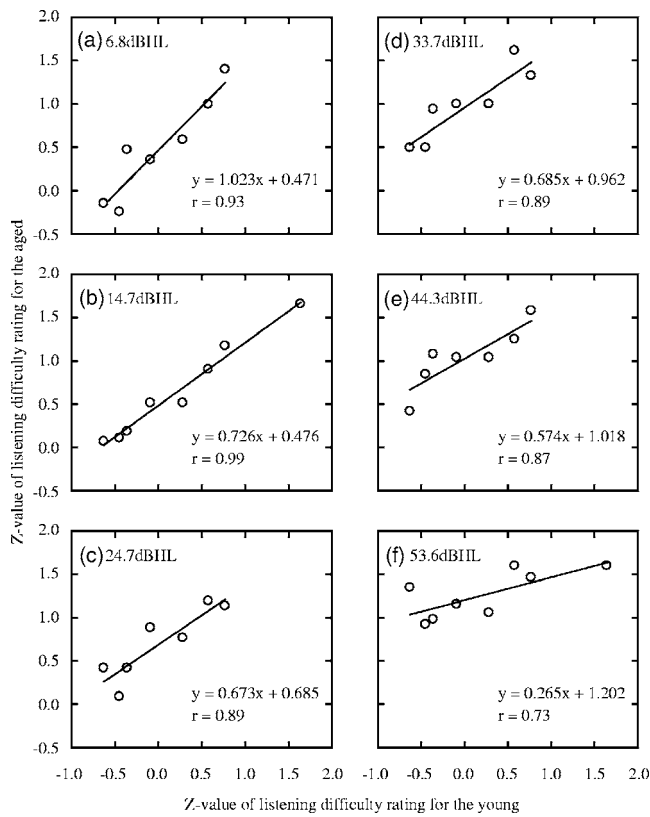 Z-value of listening difficulty rating for the aged
2.0
1.5
1.0
0.5
0.0
-0.5
(a) 6.8dBHL
y = 1.023x + 0.471
r = 0.93
(d) 33.7dBHL
y = 0.685x + 0.962
r = 0.89
2.0
1.5
1.0
0.5
0.0
-0.5
(b) 14.7dBHL
y = 0.726x + 0.476
r = 0.99
(e) 44.3dBHL
y = 0.574x + 1.018
r = 0.87
2.0
1.5
1.0
0.5
0.0
-0.5
(c) 24.7dBHL
y = 0.673x + 0.685
r = 0.89
(f) 53.6dBHL
y = 0.265x + 1.202
r = 0.73
-1.0 -0.5 0.0 0.5 1.0 1.5 2.0 -1.0 -0.5 0.0 0.5 1.0 1.5 2.0
Z-value of listening difficulty rating for the young